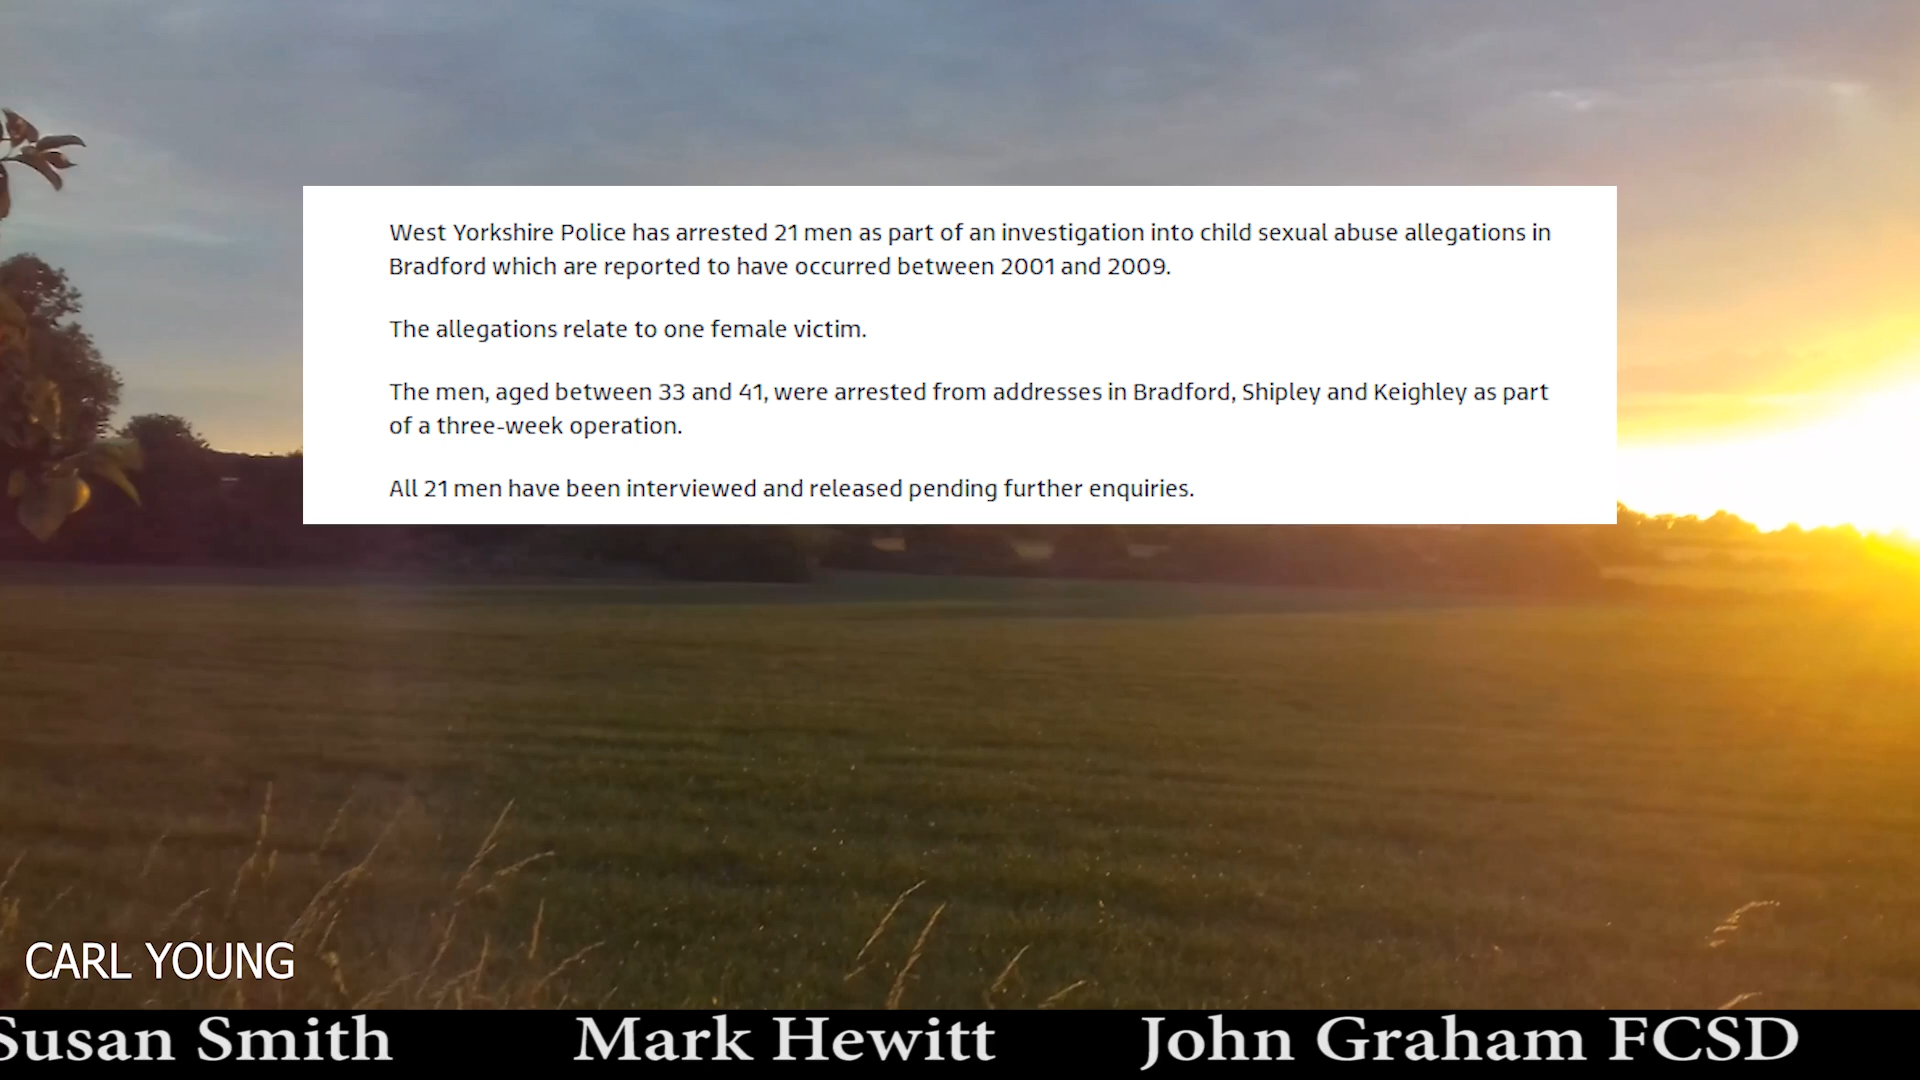 West Yorkshire Police has arrested 21 men as part of an investigation into child sexual abuse allegations in
Bradford which are reported to have occurred between 2001 and 2009.
The allegations relate to one female victim.
The men, aged between 33 and 41, were arrested from addresses in Bradford, Shipley and Keighley as part
of a three-week operation.
All 21 men have been interviewed and released pending further enquiries.
CARL YOUNG
Susan Smith Mark Hewitt John Graham FCSD